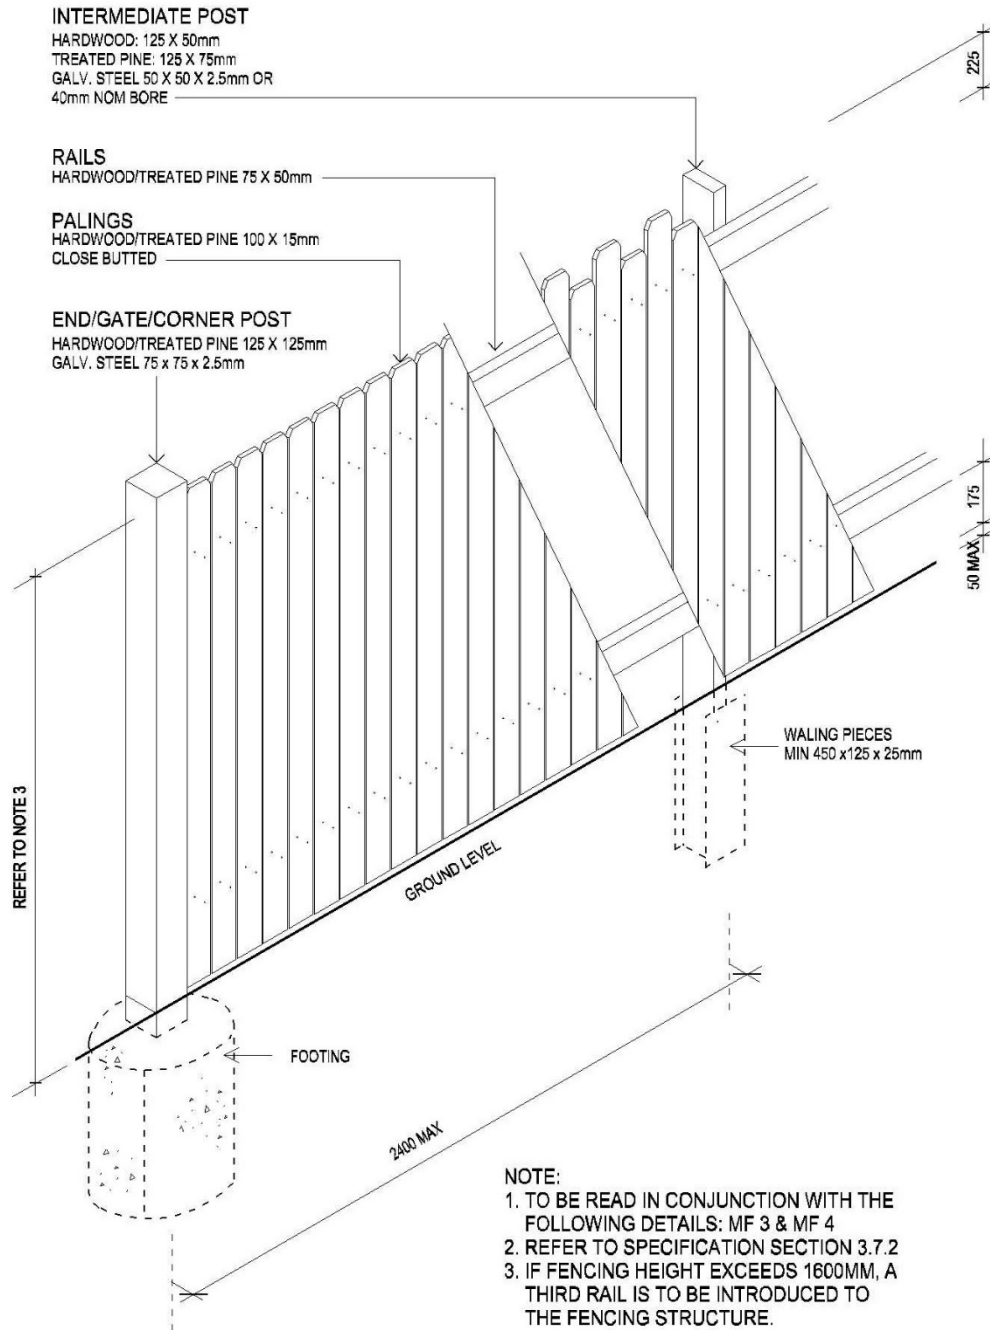 INTERMEDIATE POST
HARDWOOD: 125 X 50mm
TREATED PINE: 125 X 75mm
GALV. STEEL 50 X 50 X 2.5mm OR
40mm NOM BORE
225
RAILS
HARDWOOD/TREATED PINE 75 X 50mm
PALINGS
HARDWOOD/TREATED PINE 100 X 15mm
CLOSE BUTTED
END/GATE/CORNER POST
HARDWOOD/TREATED PINE 125 X 125mm
GALV. STEEL 75 x 75 x 2.5mm
175
50 MAX
WALING PIECES
MIN 450 x125 x 25mm
REFER TO NOTE 3
GROUND LEVEL
FOOTING
2400 MAX
NOTE:
1. TO BE READ IN CONJUNCTION WITH THE
FOLLOWING DETAILS: MF 3 & MF 4
2. REFER TO SPECIFICATION SECTION 3.7.2
3. IF FENCING HEIGHT EXCEEDS 1600MM, A
THIRD RAIL IS TO BE INTRODUCED TO
THE FENCING STRUCTURE.